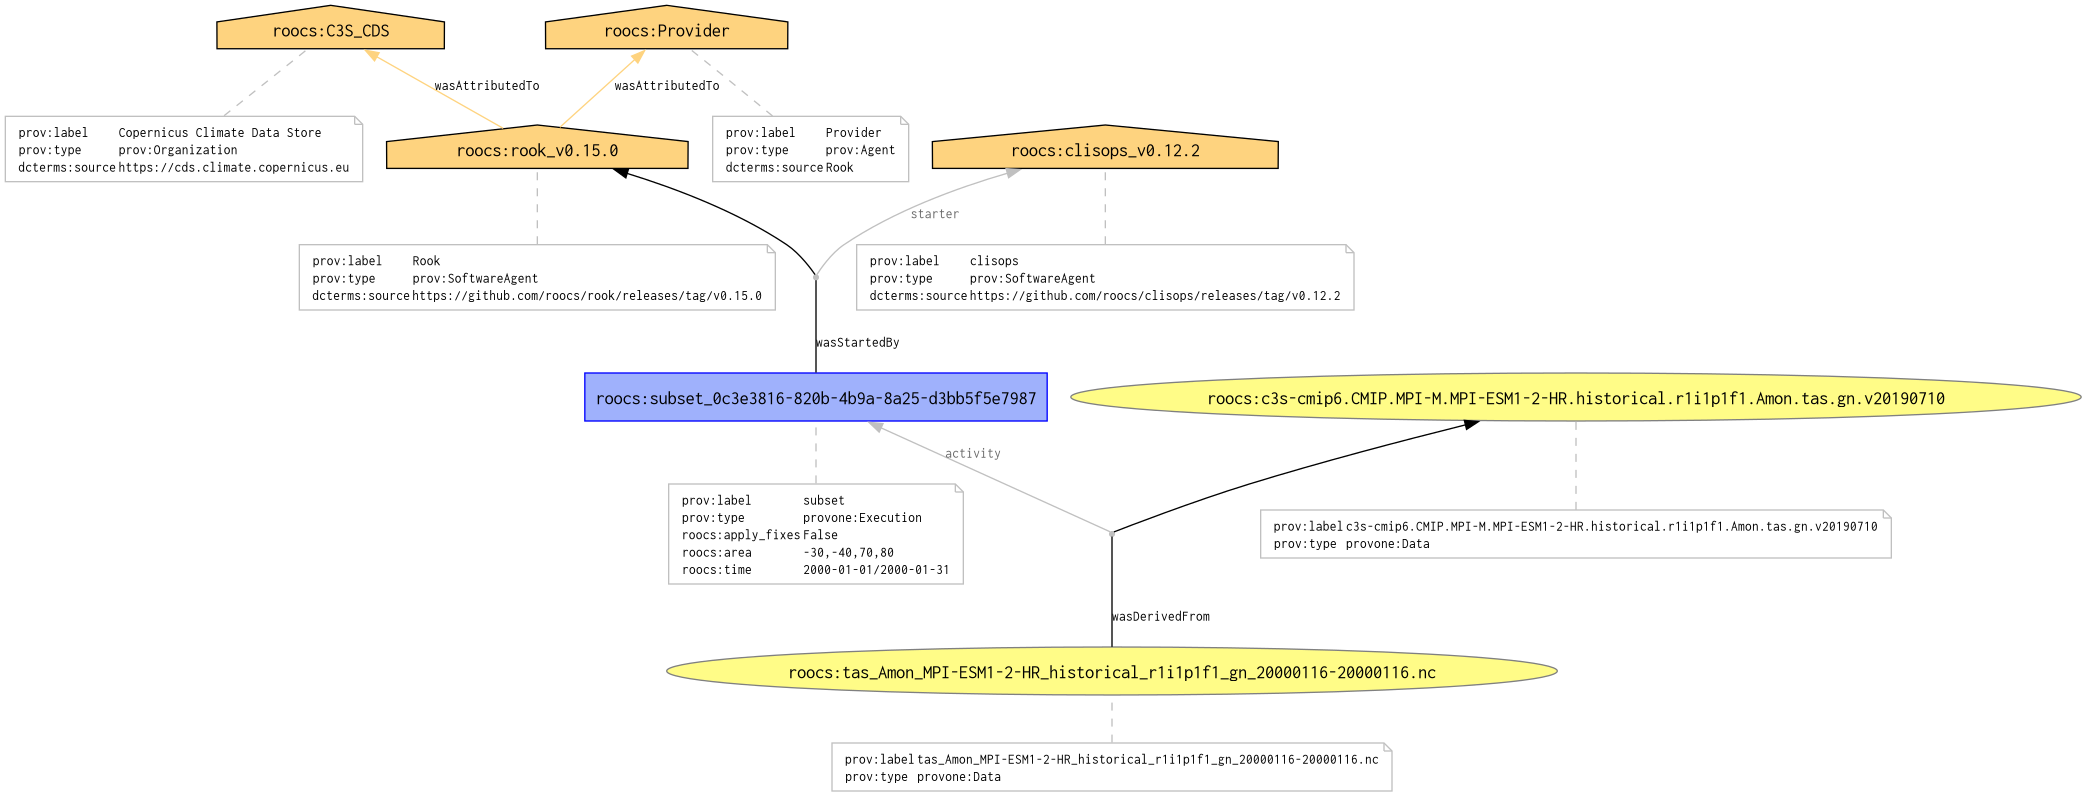 roocs:C3S_CDS
roocs:Provider
wasAttributedTo
wasAttributedTo
prov:label Copernicus Climate Data Store
prov:type prov:Organization
dcterms:source https://cds.climate.copernicus.eu
roocs:rook_v0.15.0
prov:label Provider
prov:type prov:Agent
dcterms:source Rook
roocs:clisops_v0.12.2
starter
prov:label Rook
prov:type prov:SoftwareAgent
dcterms:source https://github.com/roocs/rook/releases/tag/v0.15.0
prov:label clisops
prov:type prov:SoftwareAgent
dcterms:source https://github.com/roocs/clisops/releases/tag/v0.12.2
wasStartedBy
roocs:subset_0c3e3816-820b-4b9a-8a25-d3bb5f5e7987
roocs:c3s-cmip6.CMIP.MPI-M.MPI-ESM1-2-HR.historical.r1i1p1f1.Amon.tas.gn.v20190710
activity
prov:label subset
prov:type provone:Execution
roocs:apply_fixes False
roocs:area -30,-40,70,80
roocs:time 2000-01-01/2000-01-31
prov:label c3s-cmip6.CMIP.MPI-M.MPI-ESM1-2-HR.historical.r1i1p1f1.Amon.tas.gn.v20190710
prov:type provone:Data
wasDerivedFrom
roocs:tas_Amon_MPI-ESM1-2-HR_historical_r1i1p1f1_gn_20000116-20000116.nc
prov:label tas_Amon_MPI-ESM1-2-HR_historical_r1i1p1f1_gn_20000116-20000116.nc
prov:type provone:Data